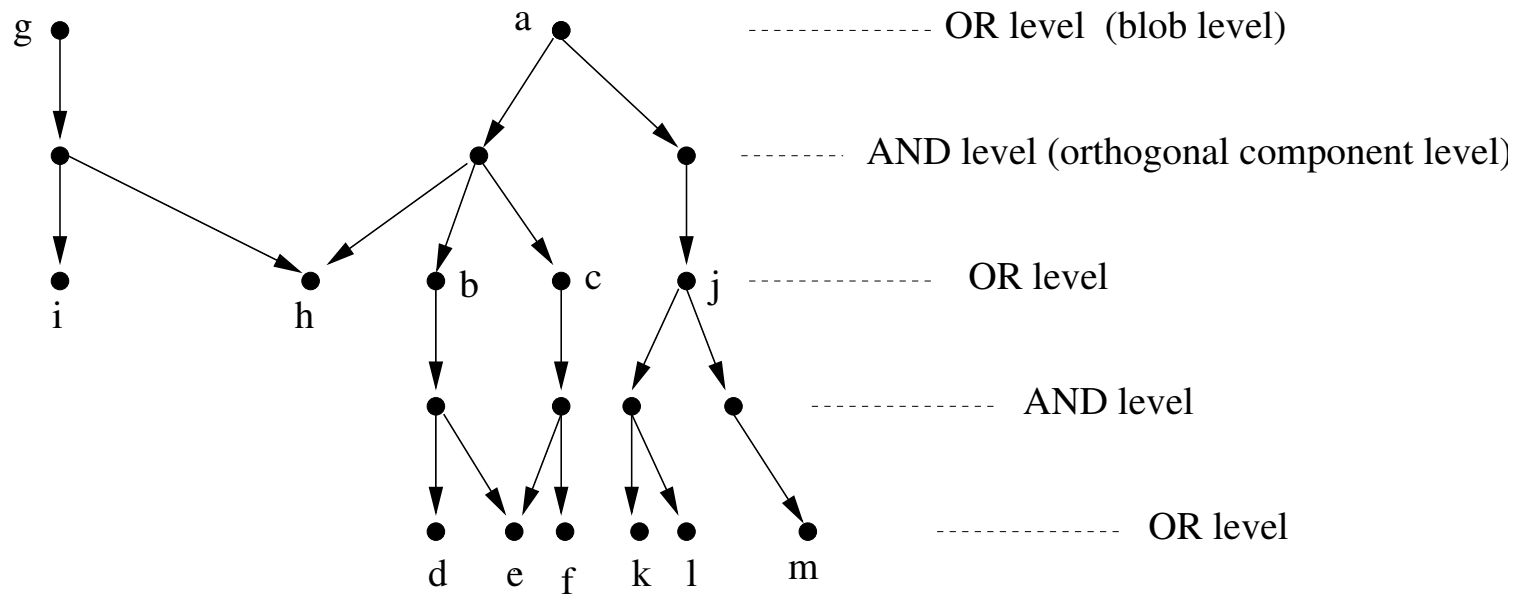 g
a
OR level (blob level)
AND level (orthogonal component level)
i
h
b
c
j
OR level
AND level
OR level
d
e
f
k
l
m